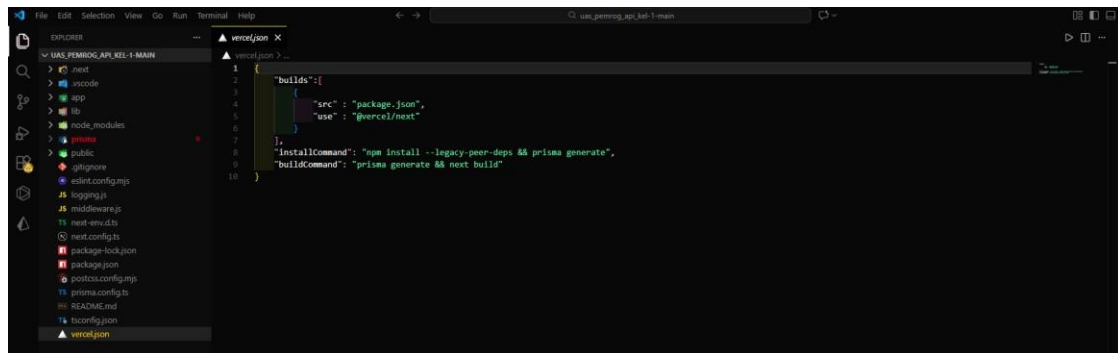 File Edit Selection View Go Run Terminal Help
uas_pemrog_api_kel-1-main
EXPLORER
UAS_PEMROG_API_KEL-1-MAIN
.next
.vscode
app
lib
node_modules
prisma
public
.gitignore
eslint.config.mjs
JS logging.js
JS middleware.js
TS next-env.d.ts
next.config.ts
package-lock.json
package.json
postcss.config.mjs
TS prisma.config.ts
README.md
tsconfig.json
vercel.json
vercel.json
vercel.json > ...
1 {
2 "builds":[
3 {
4 "src" : "package.json",
5 "use" : "@vercel/next"
6 }
7 ],
8 "installCommand": "npm install --legacy-peer-deps && prisma generate",
9 "buildCommand": "prisma generate && next build"
10 }